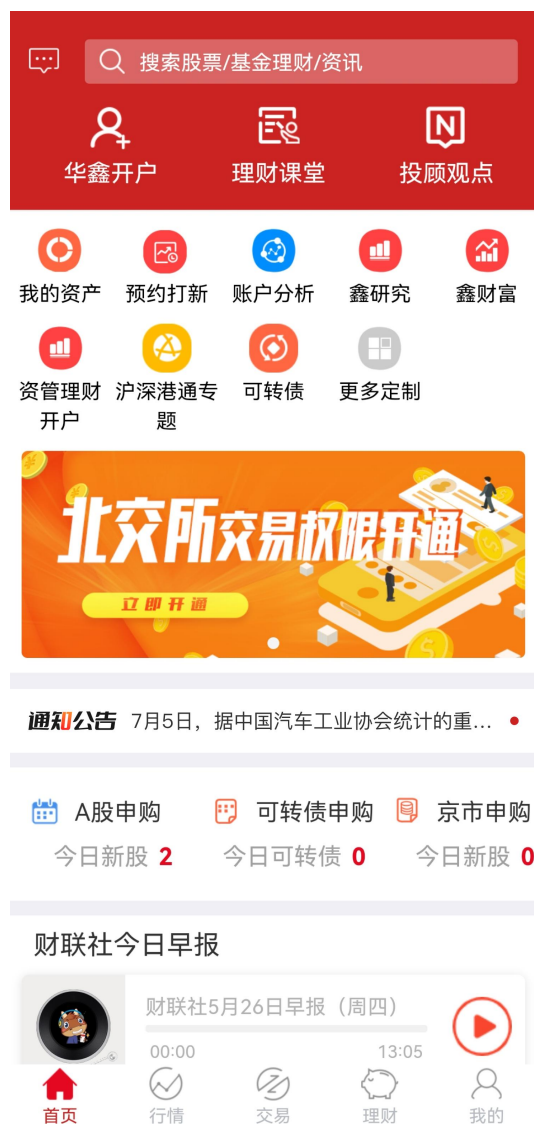 搜索股票/基金理财/资讯
华鑫开户 理财课堂 投顾观点
我的资产 预约打新 账户分析 鑫研究 鑫财富
资管理财开户 沪深港通专题 可转债 更多定制
北交所交易权限开通
立即开通
通知公告 7月5日，据中国汽车工业协会统计的重...
A股申购 可转债申购 京市申购
今日新股 2 今日可转债 0 今日新股 0
财联社今日早报
财联社5月26日早报（周四）
00:00 13:05
首页 行情 交易 理财 我的